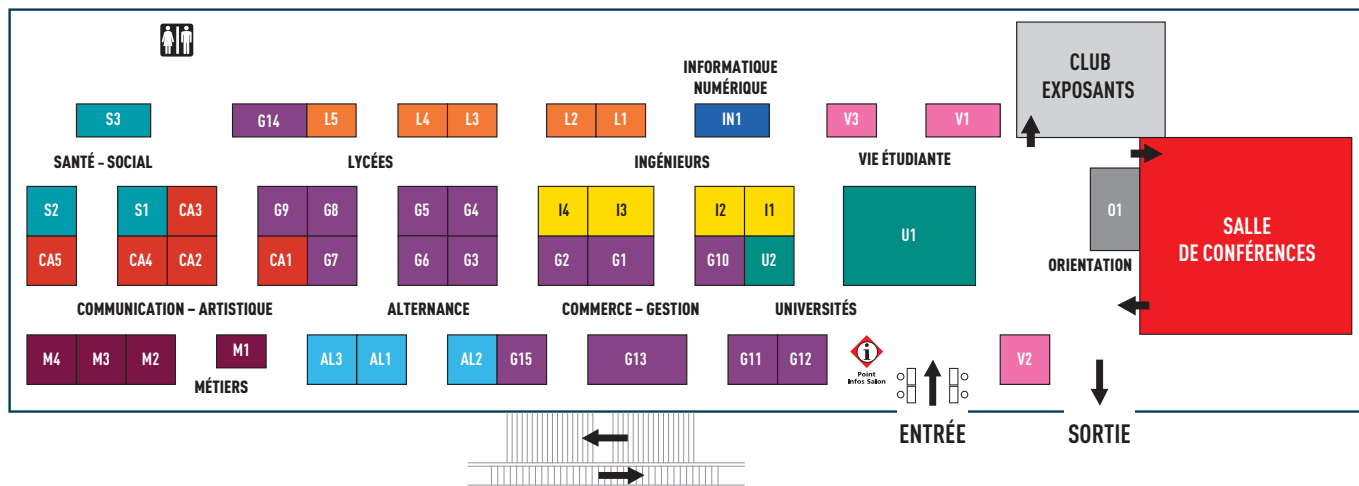 INFORMATIQUE
NUMÉRIQUE
CLUB
EXPOSANTS
S3
G14
L5
L4
L3
L2
L1
IN1
V3
V1
SANTÉ – SOCIAL
LYCÉES
INGÉNIEURS
VIE ÉTUDIANTE
S2
S1
CA3
G9
G8
G5
G4
I4
I3
I2
I1
U1
O1
SALLE
DE CONFÉRENCES
CA5
CA4
CA2
CA1
G7
G6
G3
G2
G1
G10
U2
ORIENTATION
COMMUNICATION – ARTISTIQUE
ALTERNANCE
COMMERCE – GESTION
UNIVERSITÉS
M4
M3
M2
M1
AL3
AL1
AL2
G15
G13
G11
G12
i
Point
Infos Salon
V2
MÉTIERS
ENTRÉE
SORTIE